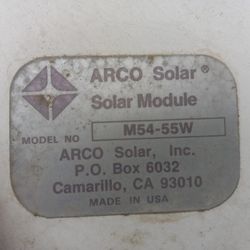 ARCO Solar®
Solar Module
MODEL NO M54-55W
ARCO Solar, Inc.
P.O. Box 6032
Camarillo, CA 93010
MADE IN USA